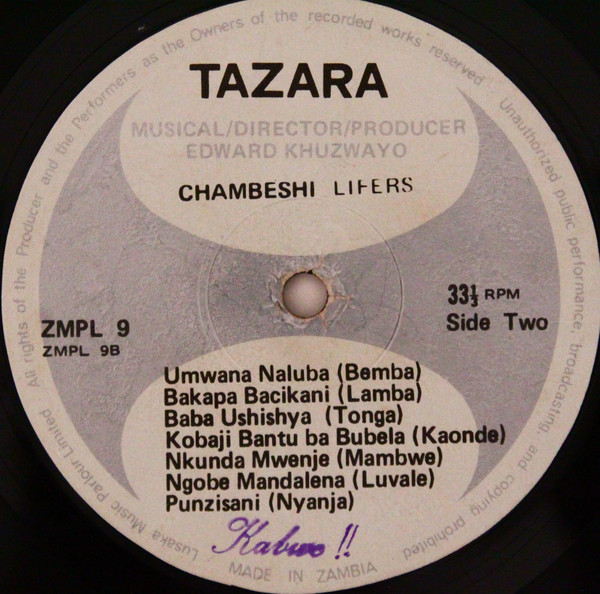 All rights of the Producer and the Performers as the Owners of the recorded works reserved
Unauthorized public performance, broadcasting, and copying prohibited
TAZARA
MUSICAL/DIRECTOR/PRODUCER
EDWARD KHUZWAYO
CHAMBESHI LIFERS
ZMPL 9
ZMPL 9B
33⅓ RPM
Side Two
Umwana Naluba (Bemba)
Bakapa Bacikani (Lamba)
Baba Ushishya (Tonga)
Kobaji Bantu ba Bubela (Kaonde)
Nkunda Mwenje (Mambwe)
Ngobe Mandalena (Luvale)
Punzisani (Nyanja)
Lusaka Music Parlour Limited
MADE IN ZAMBIA